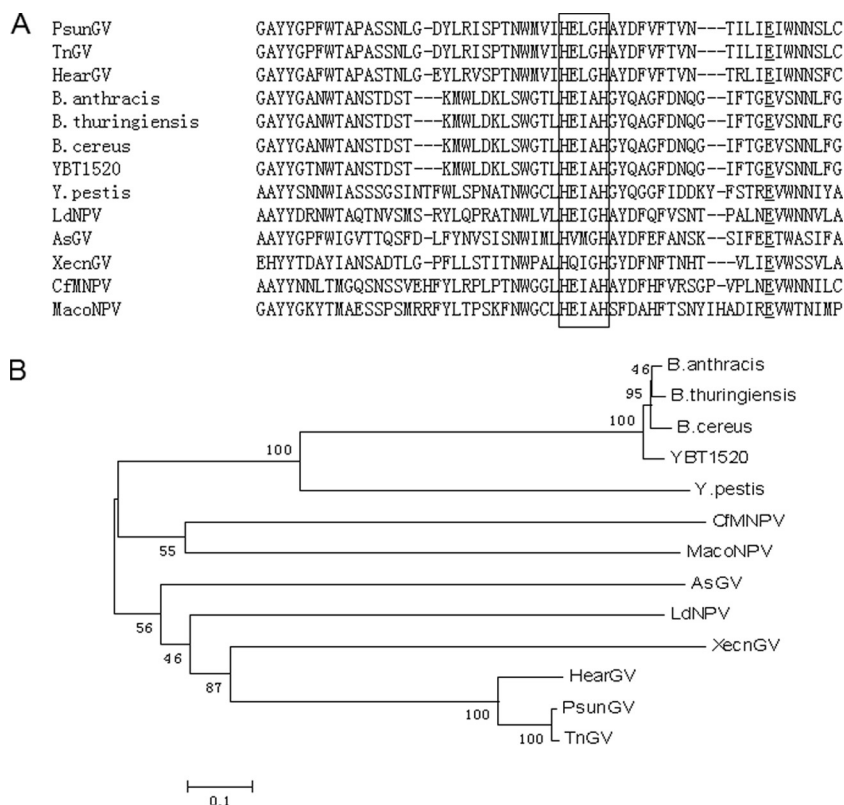 A
PsunGV GAYYGPFWTAPASSNLG-DYLRISPTNWMVIHELGHAYDFVFTVN---TILIEIWNNSLC
TnGV GAYYGPFWTAPASSNLG-DYLRISPTNWMVIHELGHAYDFVFTVN---TILIEIWNNSLC
HearGV GAYYGAFWTAPASTNLG-EYLRVSPTNWMVIHELGHAYDFVFTVN---TRLIEIWNNSFC
B.anthracis GAYYGANWTANSTDST---KMWLDKLSWGTLHEIAHGYQAGFDNQG--IFTGEVSNNLFG
B.thuringiensis GAYYGANWTANSTDST---KMWLDKLSWGTLHEIAHGYQAGFDNQG--IFTGEVSNNLFG
B.cereus GAYYGANWTANSTDST---KMWLDKLSWGTLHEIAHGYQAGFDNQG--IFTGEVSNNLFG
YBT1520 GAYYGTNWTANSTDST---KMWLDKLSWGTLHEIAHGYQAGFDNQG--IFTGEVSNNLFG
Y.pestis AAYYSNNWIASSSGSINTFWLSPNATNWGCLHEIAHGYQGGFIDDKY-FSTREVWNNIYA
LdNPV AAYYDRNWTAQTNVSMS-RYLQPRATNWLVLHEIGHAYDFQFVSNT--PALNEVWNNVLA
AsGV AAYYGPFWIGVTTQSFD-LFYNVSISNWIMLHVMGHAYDFEFANSK--SIFEETWASIFA
XecnGV EHYYTDAYIANSADTLG-PFLLSTITNWPALHQIGHGYDFNFTNHT---VLIEVWSSVLA
CfMNPV AAYYNNLTMGQSNSSVEHFYLRPLPTNWGGLHEIAHAYDFHFVRSGP-VPLNEVWNNILC
MacoNPV GAYYGKYTMAESSPSMRRFYLTPSKFNWGCLHEIAHSFDAHFTSNYIHADIREVWTNIMP
B
B.anthracis
46
95
B.thuringiensis
100
B.cereus
100
YBT1520
Y.pestis
CfMNPV
55
MacoNPV
AsGV
56
LdNPV
46
XecnGV
87
HearGV
100
PsunGV
100
TnGV
0.1